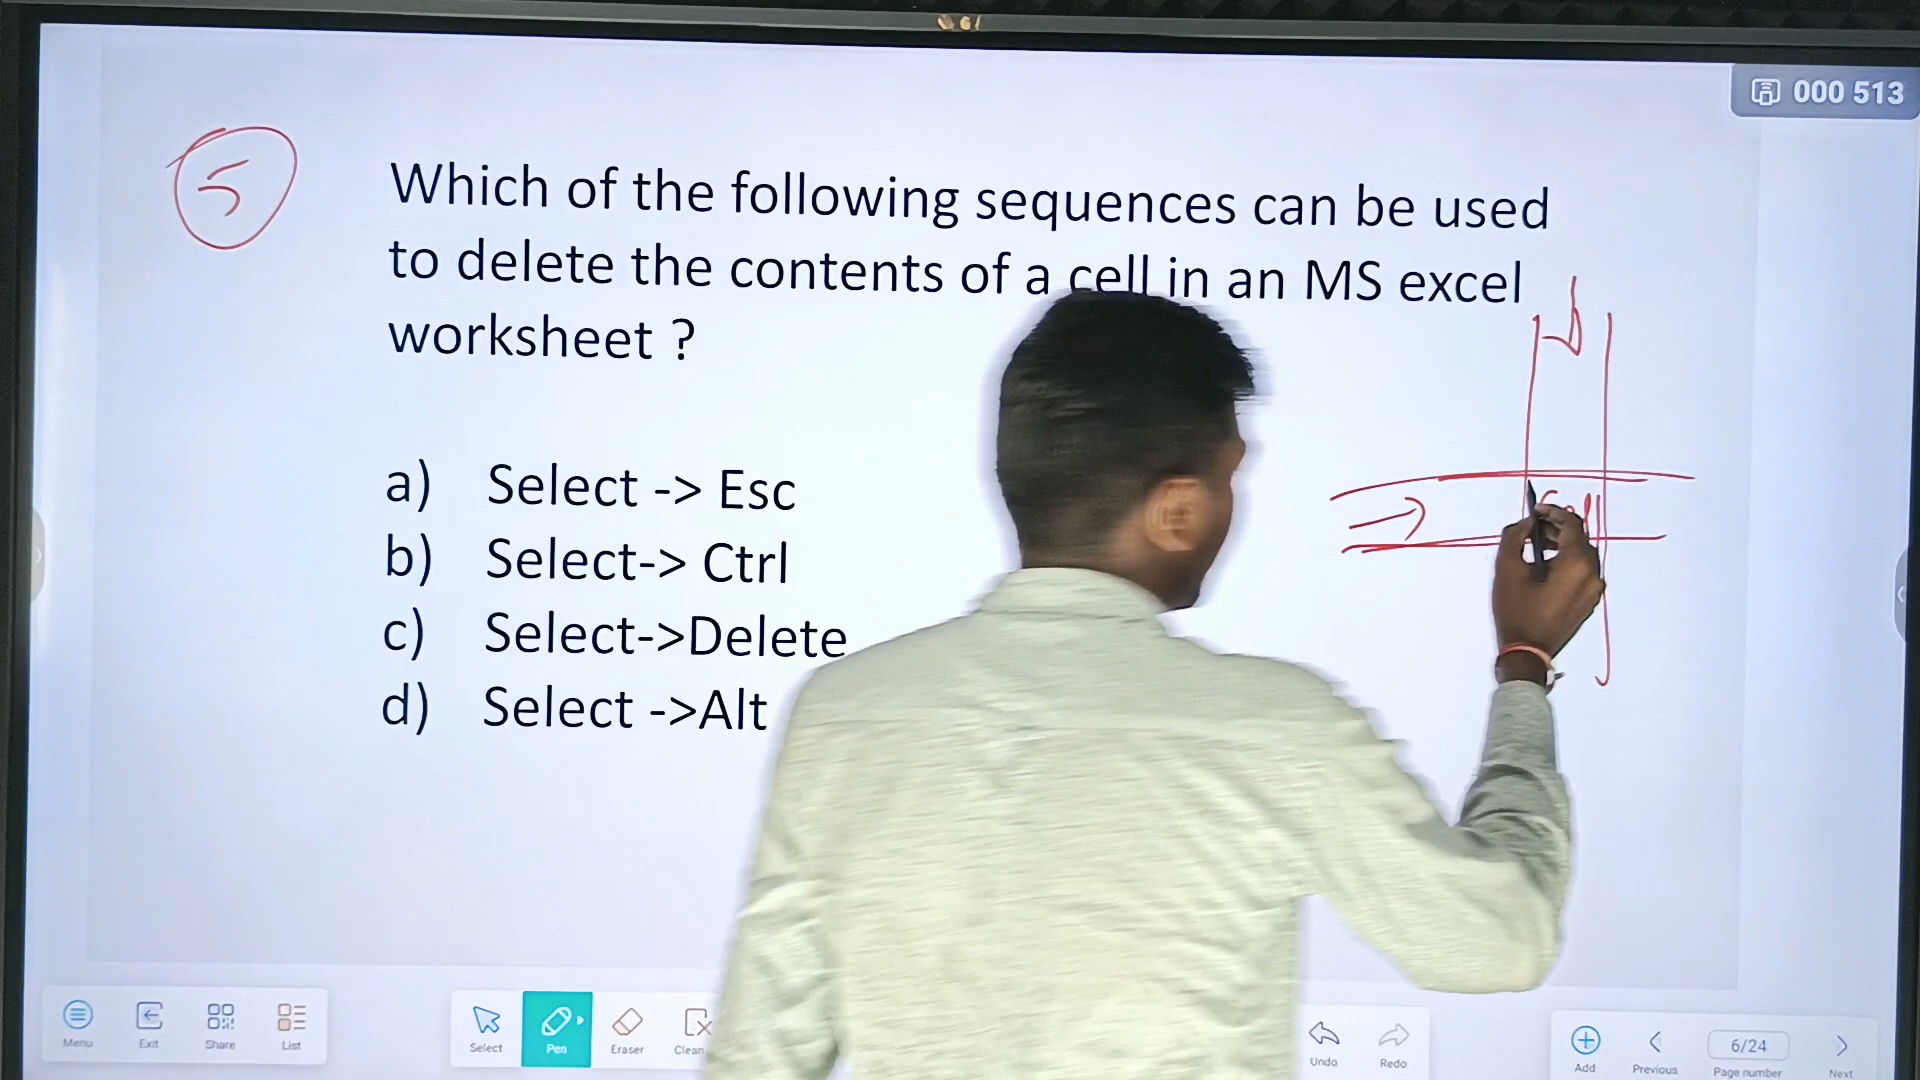 000 513
5
Which of the following sequences can be used
to delete the contents of a cell in an MS excel
worksheet ?
a) Select -> Esc
b) Select-> Ctrl
c) Select->Delete
d) Select ->Alt
Menu
Exit
Share
List
Select
Pen
Eraser
Clean
Undo
Redo
Add
Previous
6/24
Page number
Next